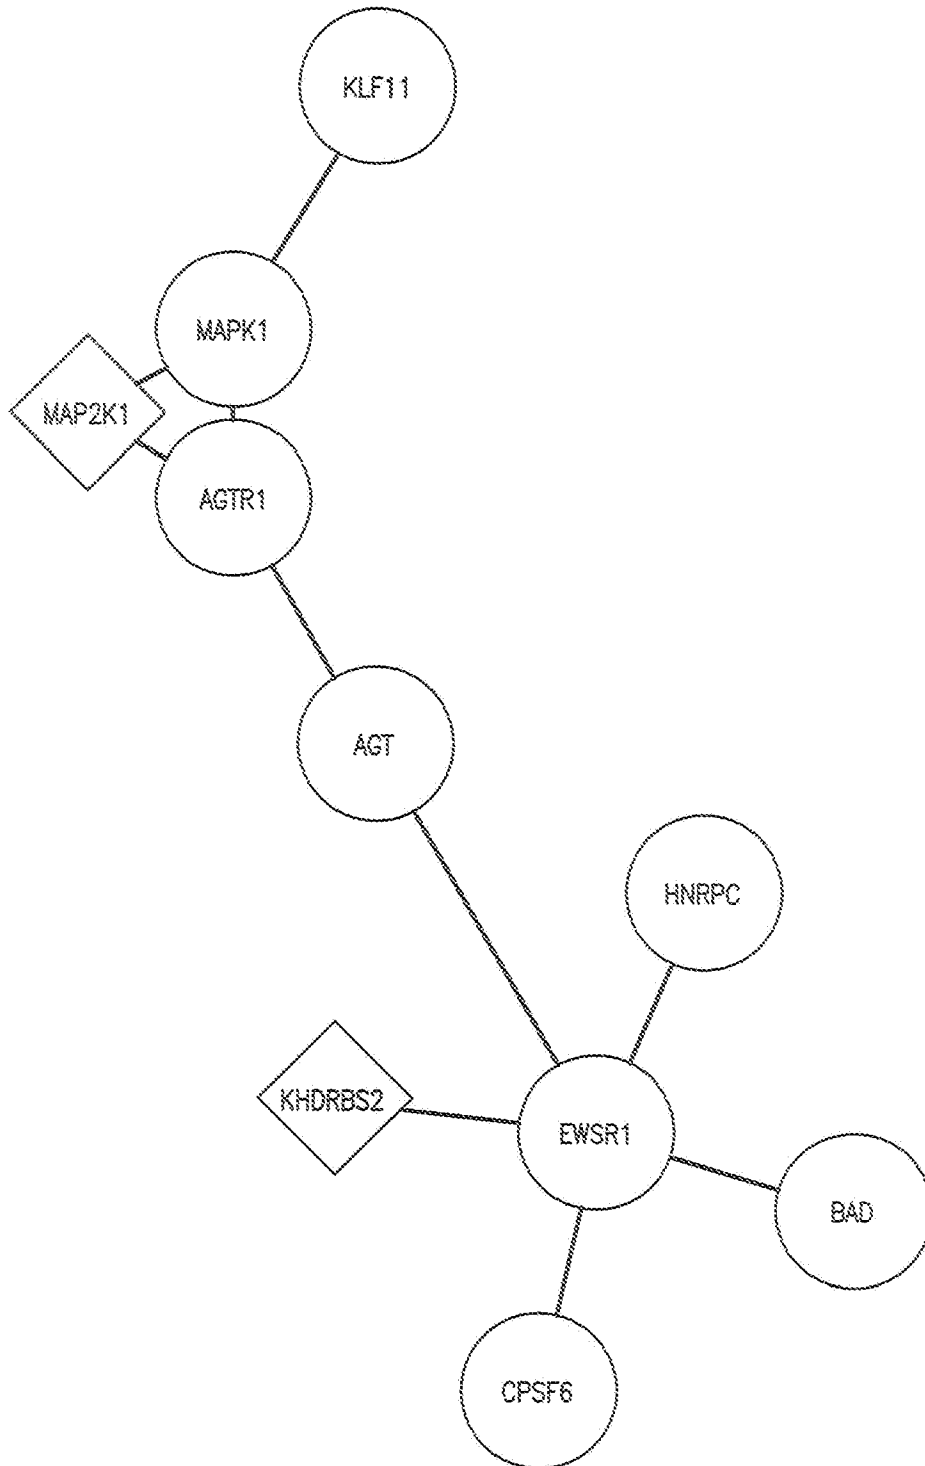 KLF11
MAPK1
MAP2K1
AGTR1
AGT
HNRPC
KHDRBS2
EWSR1
BAD
CPSF6